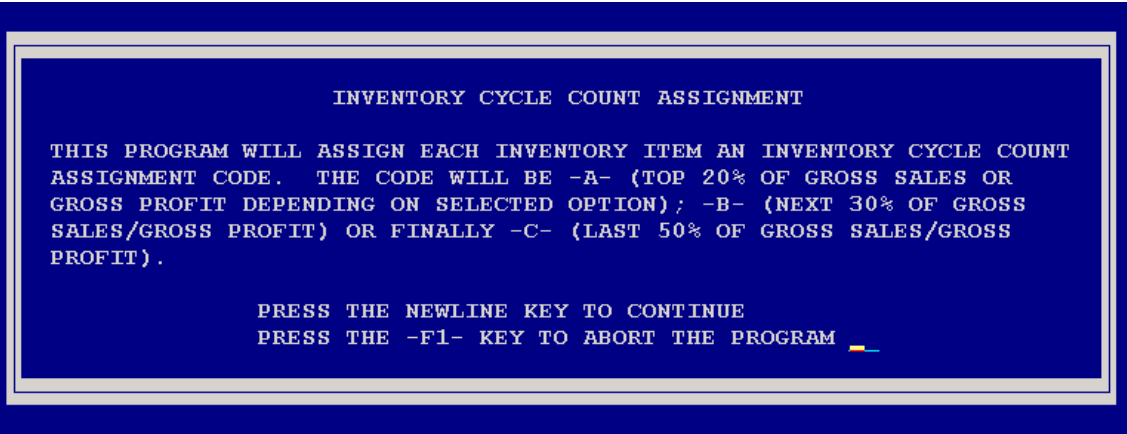 INVENTORY CYCLE COUNT ASSIGNMENT
THIS PROGRAM WILL ASSIGN EACH INVENTORY ITEM AN INVENTORY CYCLE COUNT
ASSIGNMENT CODE.  THE CODE WILL BE -A- (TOP 20% OF GROSS SALES OR
GROSS PROFIT DEPENDING ON SELECTED OPTION); -B- (NEXT 30% OF GROSS
SALES/GROSS PROFIT) OR FINALLY -C- (LAST 50% OF GROSS SALES/GROSS
PROFIT).
PRESS THE NEWLINE KEY TO CONTINUE
PRESS THE -F1- KEY TO ABORT THE PROGRAM